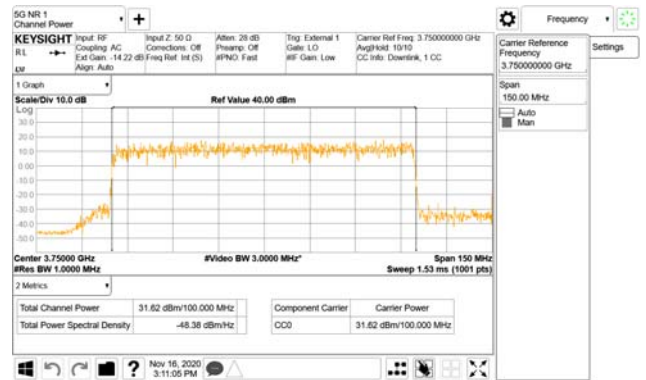 5G NR 1
Channel Power
+
Frequency
KEYSIGHT Input: RF
RL
Coupling: AC
Ext Gain: -14.22 dB
Align: Auto
Input Z: 50 Ω
Corrections: Off
Freq Ref: Int (S)
Atten: 28 dB
Preamp: Off
#PNO: Fast
Trig: External 1
Gate: LO
#IF Gain: Low
Carrier Ref Freq: 3.750000000 GHz
Avg|Hold: 10/10
CC Info: Downlink, 1 CC
Carrier Reference
Frequency
3.750000000 GHz
Settings
Span
150.00 MHz
Auto
Man
1 Graph
Scale/Div 10.0 dB
Ref Value 40.00 dBm
Log
30.0
20.0
10.0
0.00
-10.0
-20.0
-30.0
-40.0
-50.0
Center 3.75000 GHz
#Video BW 3.0000 MHz*
Span 150 MHz
#Res BW 1.0000 MHz
Sweep 1.53 ms (1001 pts)
2 Metrics
Total Channel Power 31.62 dBm/100.000 MHz
Total Power Spectral Density -48.38 dBm/Hz
Component Carrier Carrier Power
CC0 31.62 dBm/100.000 MHz
?
Nov 16, 2020
3:11:05 PM